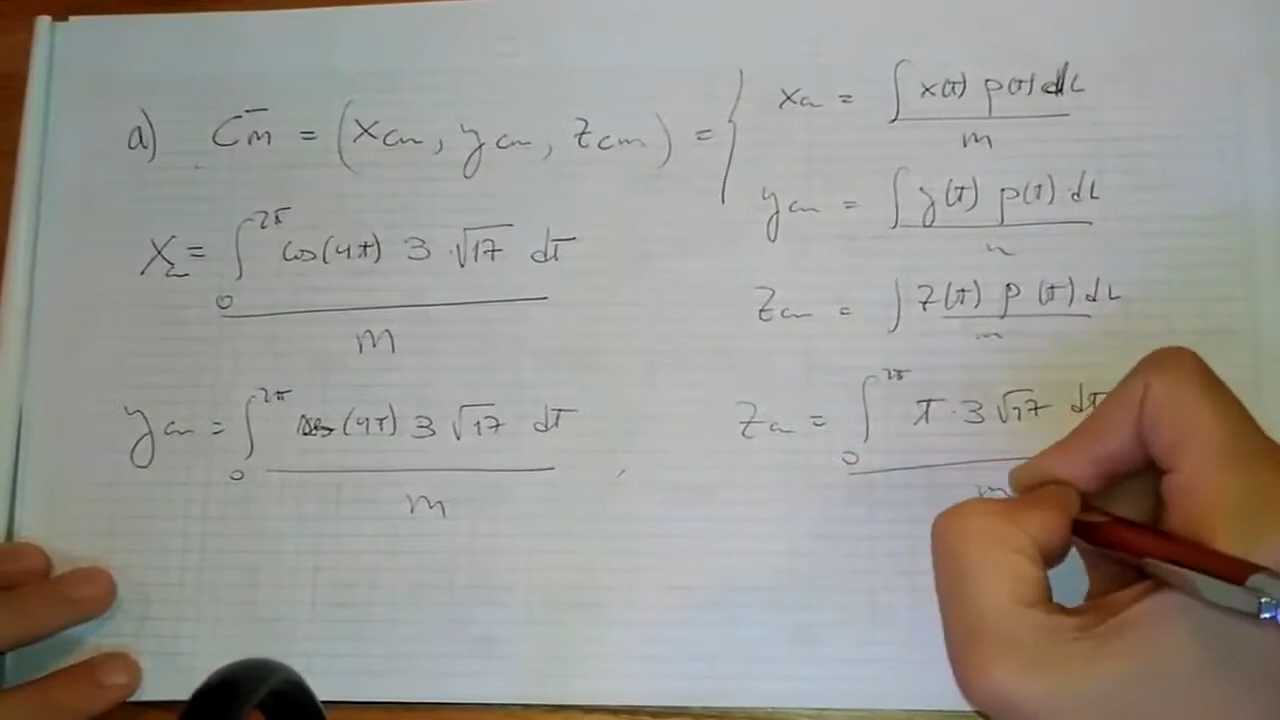 a) C̄m = (xcm, ycm, zcm) = { xcm = ∫ x(t) ρ(t) dL / m
ycm = ∫ y(t) ρ(t) · dL / m
zcm = ∫ z(t) ρ(t) dL / m
xcm = ∫₀^2π cos(4t) 3 · √17 dt / m
ycm = ∫₀^2π (4t) 3 √17 dt / m ,
zcm = ∫₀^2π t · 3 √17 dt / m